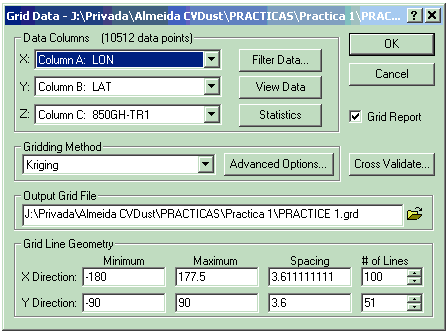 Grid Data - J:\Privada\Almeida CVDust\PRACTICAS\Practica 1\PRAC... ? X
Data Columns (10512 data points)
X: Column A: LON Filter Data... OK
Y: Column B: LAT View Data Cancel
Z: Column C: 850GH-TR1 Statistics Grid Report
Gridding Method
Kriging Advanced Options... Cross Validate...
Output Grid File
J:\Privada\Almeida CVDust\PRACTICAS\Practica 1\PRACTICE 1.grd
Grid Line Geometry
Minimum Maximum Spacing # of Lines
X Direction: -180 177.5 3.611111111 100
Y Direction: -90 90 3.6 51